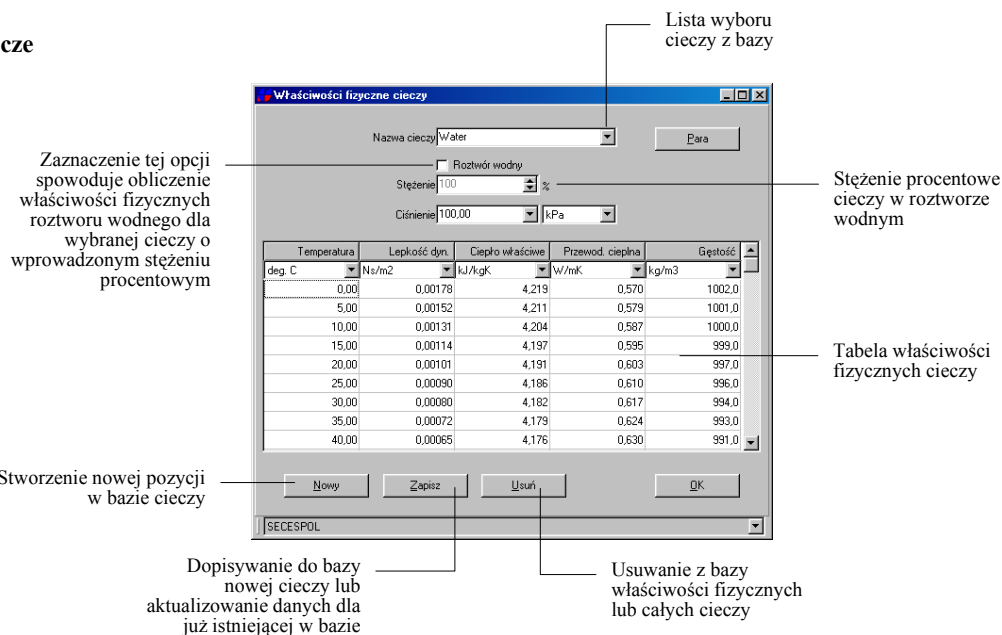 Lista wyboru
cieczy z bazy
cze
Właściwości fizyczne cieczy
Nazwa cieczy Water
Para
Roztwór wodny
Stężenie 100 %
Ciśnienie 100,00 kPa
Zaznaczenie tej opcji
spowoduje obliczenie
właściwości fizycznych
roztworu wodnego dla
wybranej cieczy o
wprowadzonym stężeniu
procentowym
Stężenie procentowe
cieczy w roztworze
wodnym
Temperatura Lepkość dyn. Ciepło właściwe Przewod. cieplna Gęstość
deg. C Ns/m2 kJ/kgK W/mK kg/m3
0,00 0,00178 4,219 0,570 1002,0
5,00 0,00152 4,211 0,579 1001,0
10,00 0,00131 4,204 0,587 1000,0
15,00 0,00114 4,197 0,595 999,0
20,00 0,00101 4,191 0,603 997,0
25,00 0,00090 4,186 0,610 996,0
30,00 0,00080 4,182 0,617 994,0
35,00 0,00072 4,179 0,624 993,0
40,00 0,00065 4,176 0,630 991,0
Tabela właściwości
fizycznych cieczy
Stworzenie nowej pozycji
w bazie cieczy
Nowy Zapisz Usuń OK
SECESPOL
Dopisywanie do bazy
nowej cieczy lub
aktualizowanie danych dla
już istniejącej w bazie
Usuwanie z bazy
właściwości fizycznych
lub całych cieczy